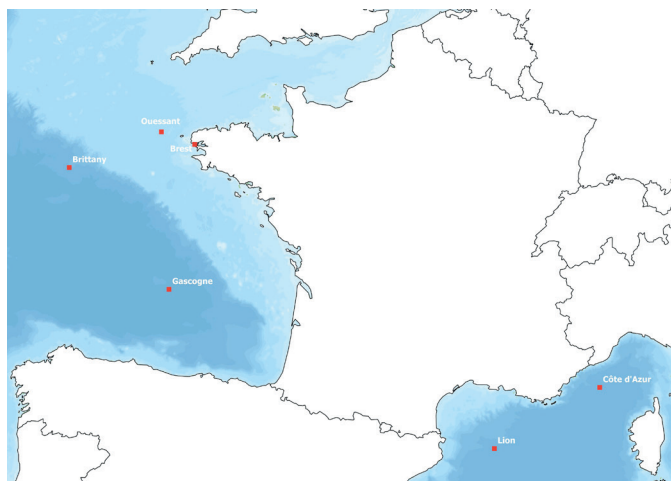 Ouessant
Brest
Brittany
Gascogne
Côte d'Azur
Lion